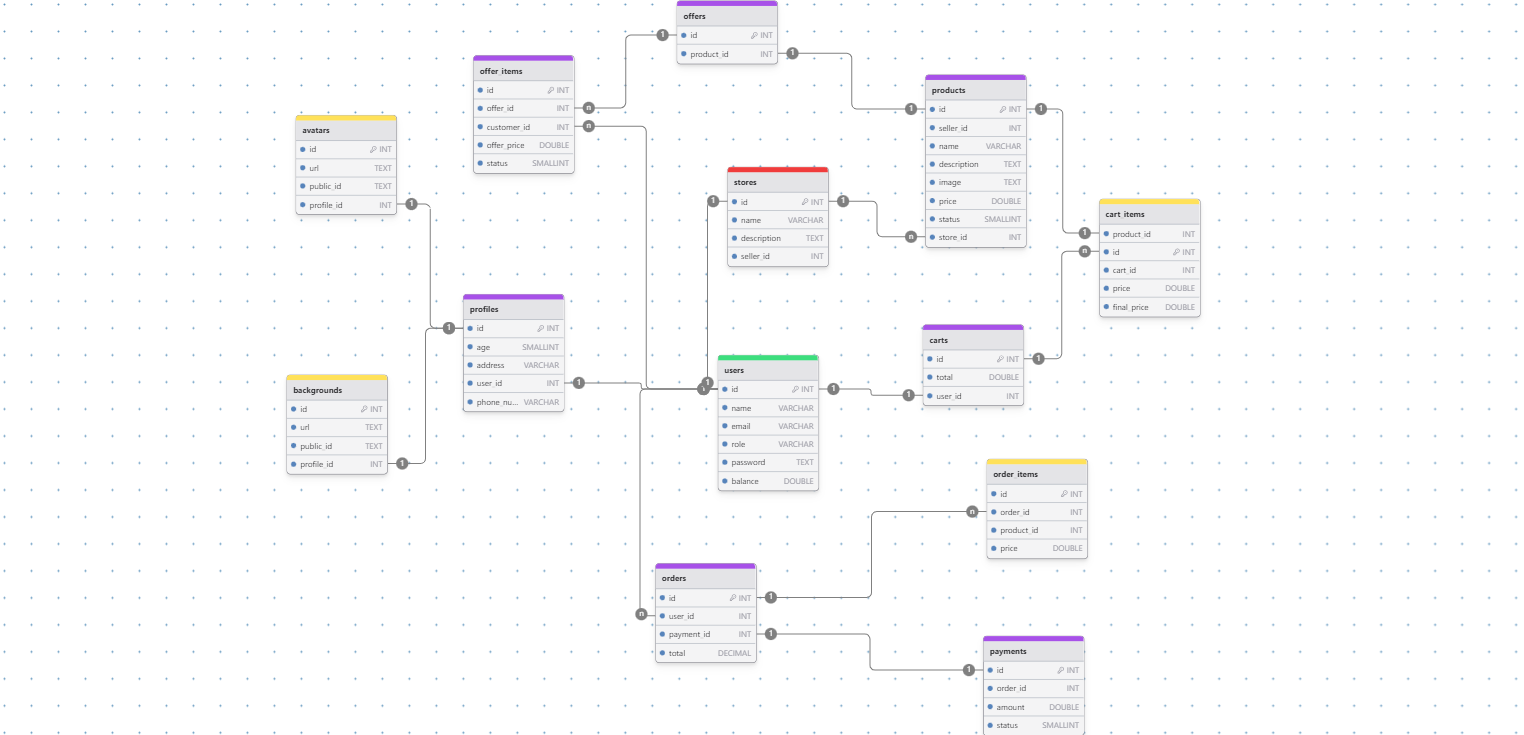 offers
id INT
product_id INT
1
1
offer_items
id INT
offer_id INT
customer_id INT
offer_price DOUBLE
status SMALLINT
n
n
products
id INT
seller_id INT
name VARCHAR
description TEXT
image TEXT
price DOUBLE
status SMALLINT
store_id INT
1
1
n
avatars
id INT
url TEXT
public_id TEXT
profile_id INT
1
stores
id INT
name VARCHAR
description TEXT
seller_id INT
1
1
cart_items
product_id INT
id INT
cart_id INT
price DOUBLE
final_price DOUBLE
1
n
profiles
id INT
age SMALLINT
address VARCHAR
user_id INT
phone_nu... VARCHAR
1
1
carts
id INT
total DOUBLE
user_id INT
1
1
users
id INT
name VARCHAR
email VARCHAR
role VARCHAR
password TEXT
balance DOUBLE
1
1
backgrounds
id INT
url TEXT
public_id TEXT
profile_id INT
1
order_items
id INT
order_id INT
product_id INT
price DOUBLE
n
orders
id INT
user_id INT
payment_id INT
total DECIMAL
1
n
1
payments
id INT
order_id INT
amount DOUBLE
status SMALLINT
1